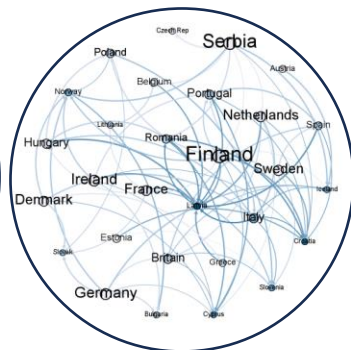 Czech Rep
Serbia
Poland
Austria
Belgium
Norway
Portugal
Netherlands
Lithuania
Spain
Hungary
Romania
Finland
Sweden
Ireland
France
Iceland
Denmark
Latvia
Italy
Estonia
Croatia
Slovak
Britain
Greece
Germany
Slovenia
Bulgaria
Cyprus